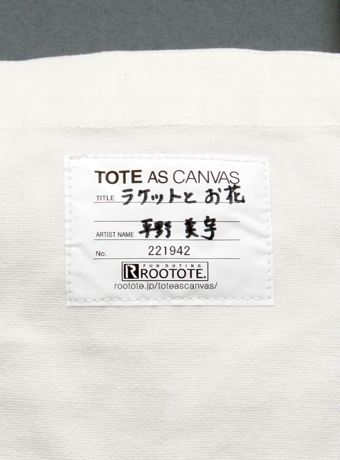 TOTE AS CANVAS
TITLE ラケットと お花
ARTIST NAME 平野 美宇
No. 221942
R FUN OUTING
ROOTOTE.
rootote.jp/toteascanvas/